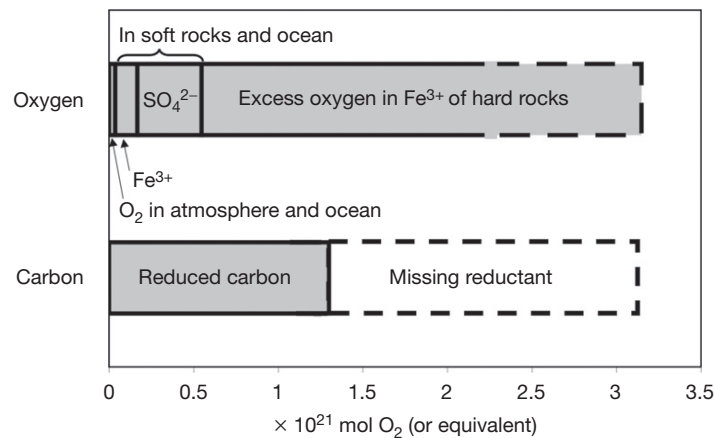 In soft rocks and ocean
Oxygen
SO₄²⁻
Excess oxygen in Fe³⁺ of hard rocks
Fe³⁺
O₂ in atmosphere and ocean
Carbon
Reduced carbon
Missing reductant
0 0.5 1 1.5 2 2.5 3 3.5
× 10²¹ mol O₂ (or equivalent)